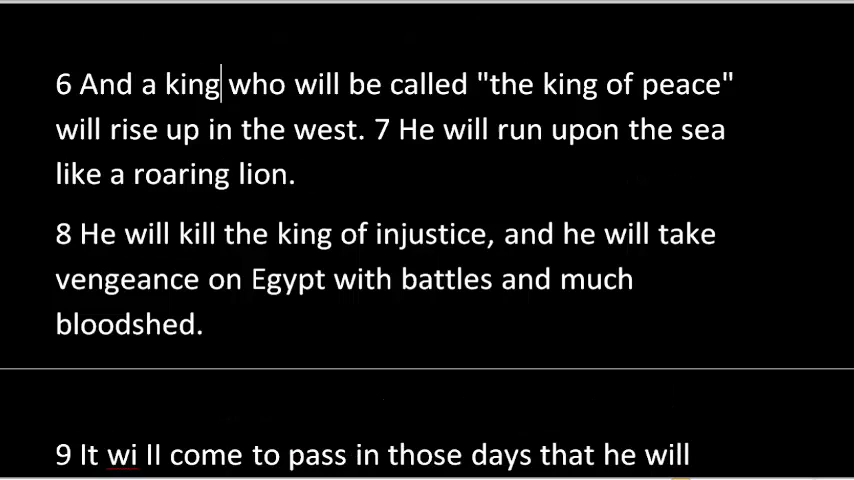 6 And a king who will be called "the king of peace"
will rise up in the west. 7 He will run upon the sea
like a roaring lion.
8 He will kill the king of injustice, and he will take
vengeance on Egypt with battles and much
bloodshed.
9 It wi II come to pass in those days that he will